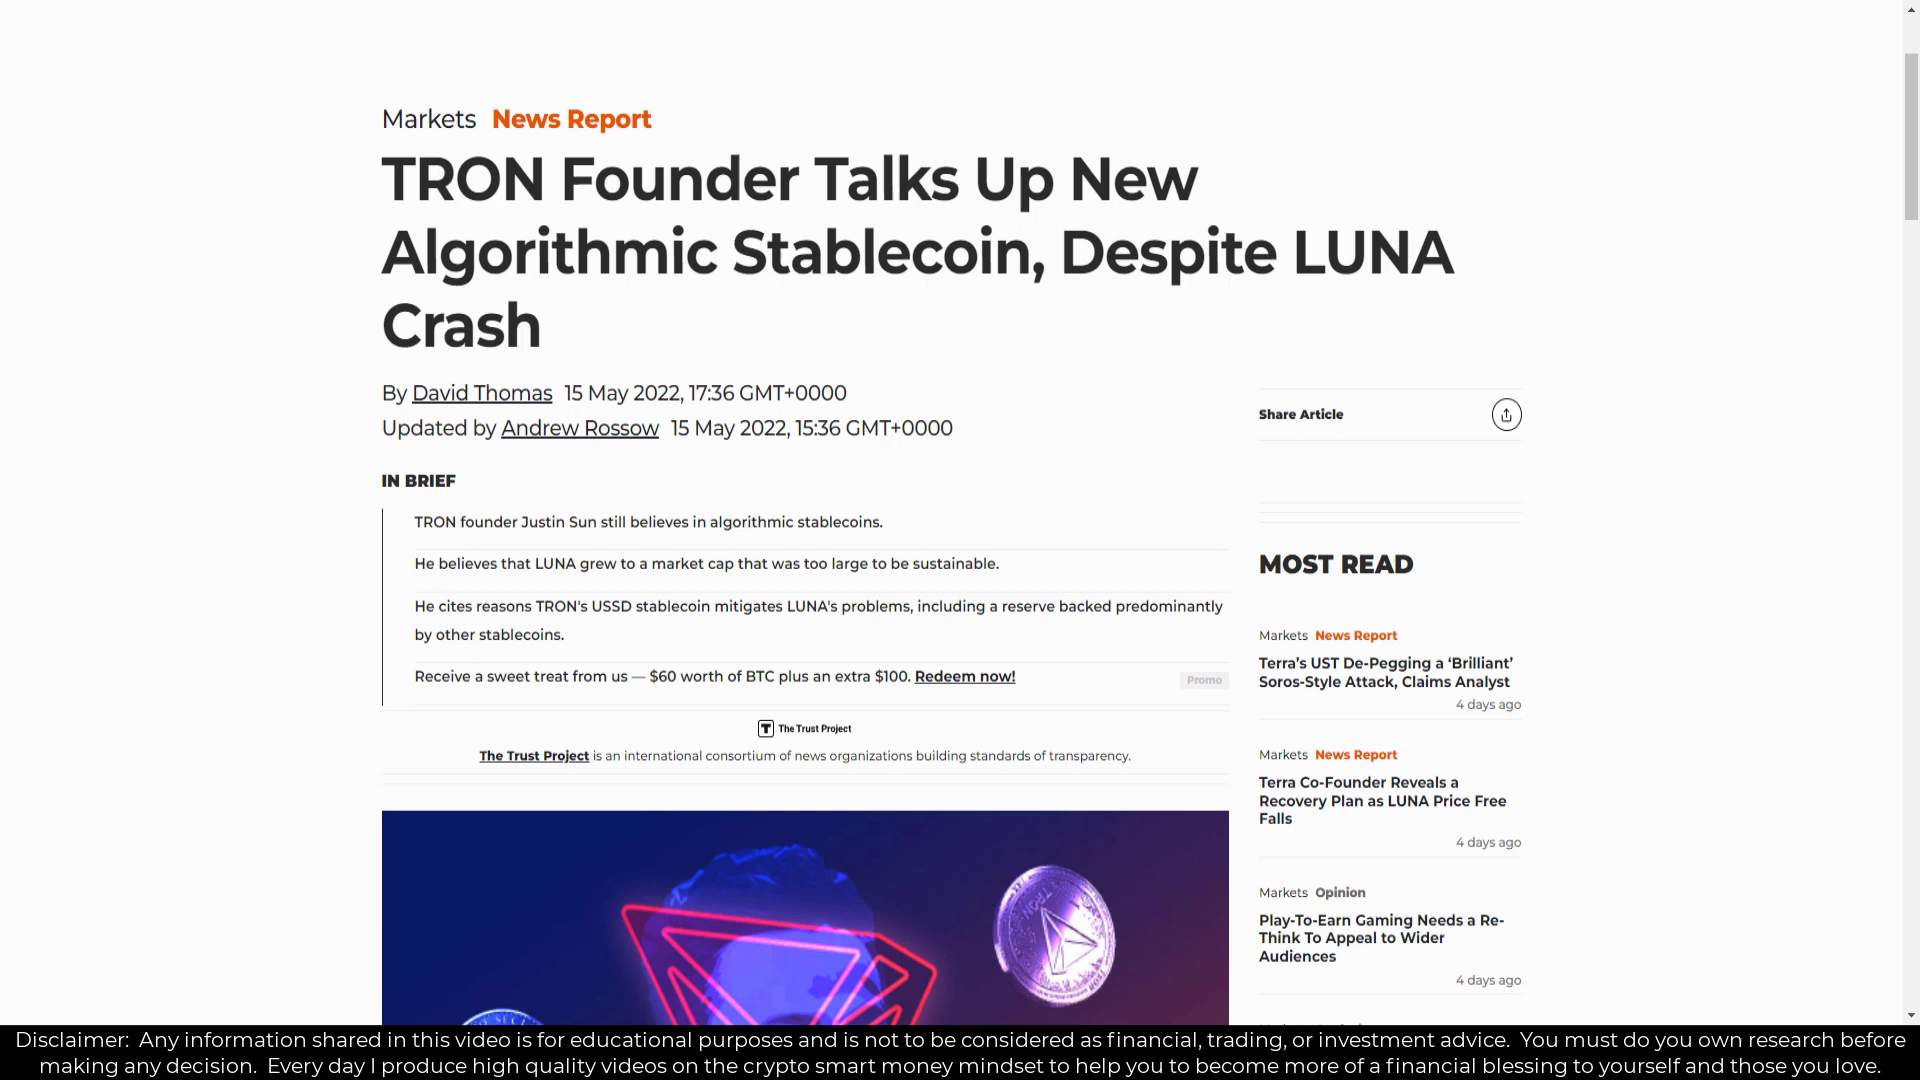 Markets News Report
TRON Founder Talks Up New
Algorithmic Stablecoin, Despite LUNA
Crash
By David Thomas 15 May 2022, 17:36 GMT+0000
Updated by Andrew Rossow 15 May 2022, 15:36 GMT+0000
IN BRIEF
TRON founder Justin Sun still believes in algorithmic stablecoins.
He believes that LUNA grew to a market cap that was too large to be sustainable.
He cites reasons TRON's USSD stablecoin mitigates LUNA's problems, including a reserve backed predominantly
by other stablecoins.
Receive a sweet treat from us — $60 worth of BTC plus an extra $100. Redeem now!
Promo
The Trust Project
The Trust Project is an international consortium of news organizations building standards of transparency.
TRON
Share Article
MOST READ
Markets News Report
Terra’s UST De-Pegging a ‘Brilliant’
Soros-Style Attack, Claims Analyst
4 days ago
Markets News Report
Terra Co-Founder Reveals a
Recovery Plan as LUNA Price Free
Falls
4 days ago
Markets Opinion
Play-To-Earn Gaming Needs a Re-
Think To Appeal to Wider
Audiences
4 days ago
Disclaimer: Any information shared in this video is for educational purposes and is not to be considered as financial, trading, or investment advice. You must do you own research before
making any decision. Every day I produce high quality videos on the crypto smart money mindset to help you to become more of a financial blessing to yourself and those you love.